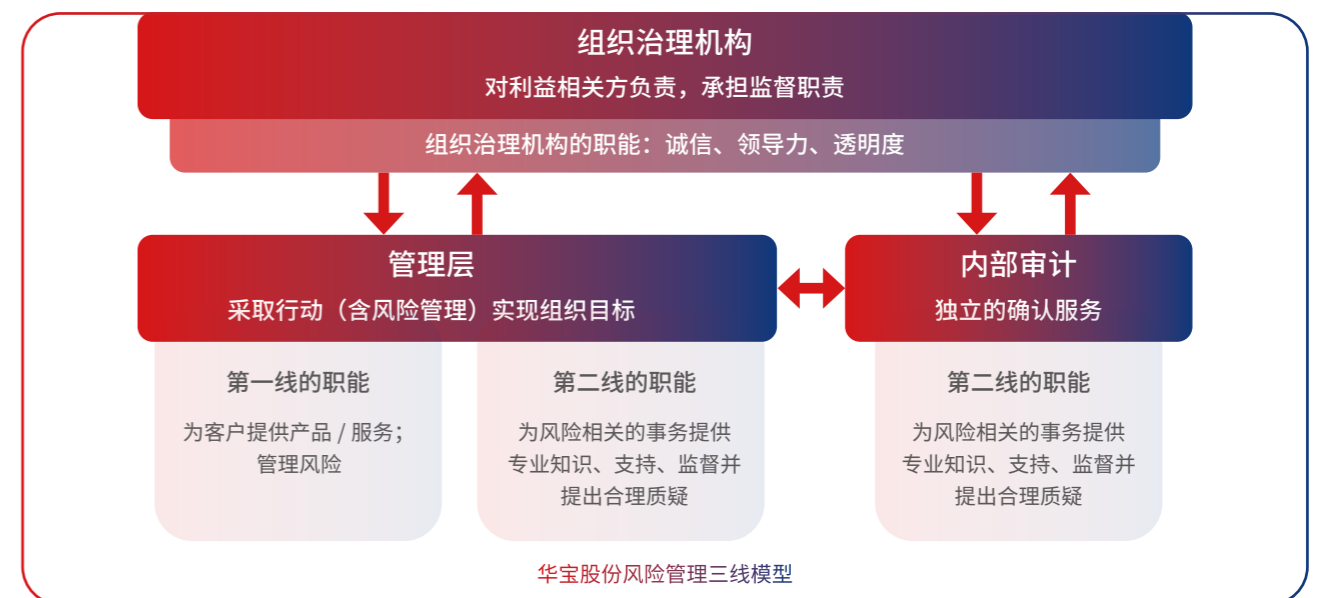 组织治理机构
对利益相关方负责，承担监督职责
组织治理机构的职能：诚信、领导力、透明度
管理层
采取行动（含风险管理）实现组织目标
内部审计
独立的确认服务
第一线的职能
为客户提供产品 / 服务；
管理风险
第二线的职能
为风险相关的事务提供
专业知识、支持、监督并
提出合理质疑
第二线的职能
为风险相关的事务提供
专业知识、支持、监督并
提出合理质疑
华宝股份风险管理三线模型